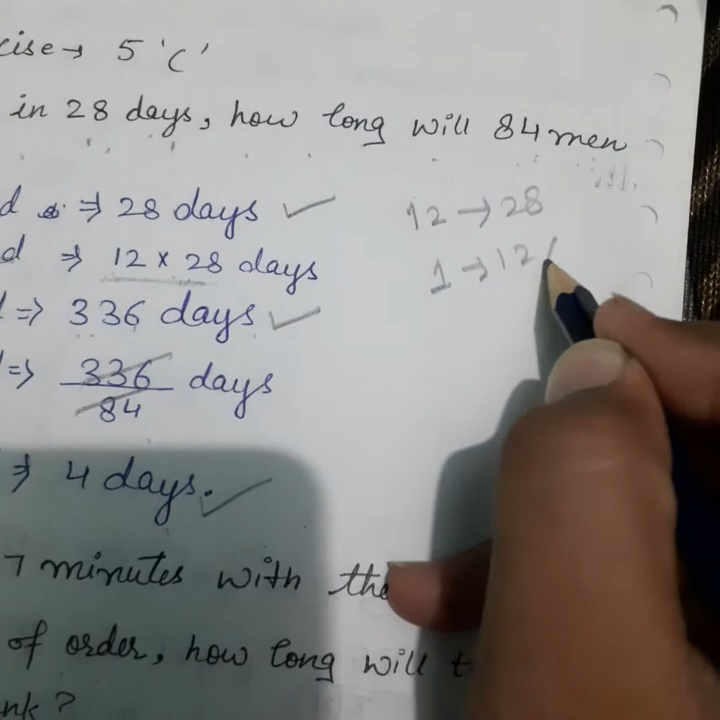 cise → 5 'C'
in 28 days, how long will 84 men
d ⇒ 28 days ✓
12 → 28
d ⇒ 12 x 28 days
1 → 12
⇒ 336 days ✓
⇒ 336/84 days
⇒ 4 days. ✓
7 minutes with the
of order, how long will t
nk?